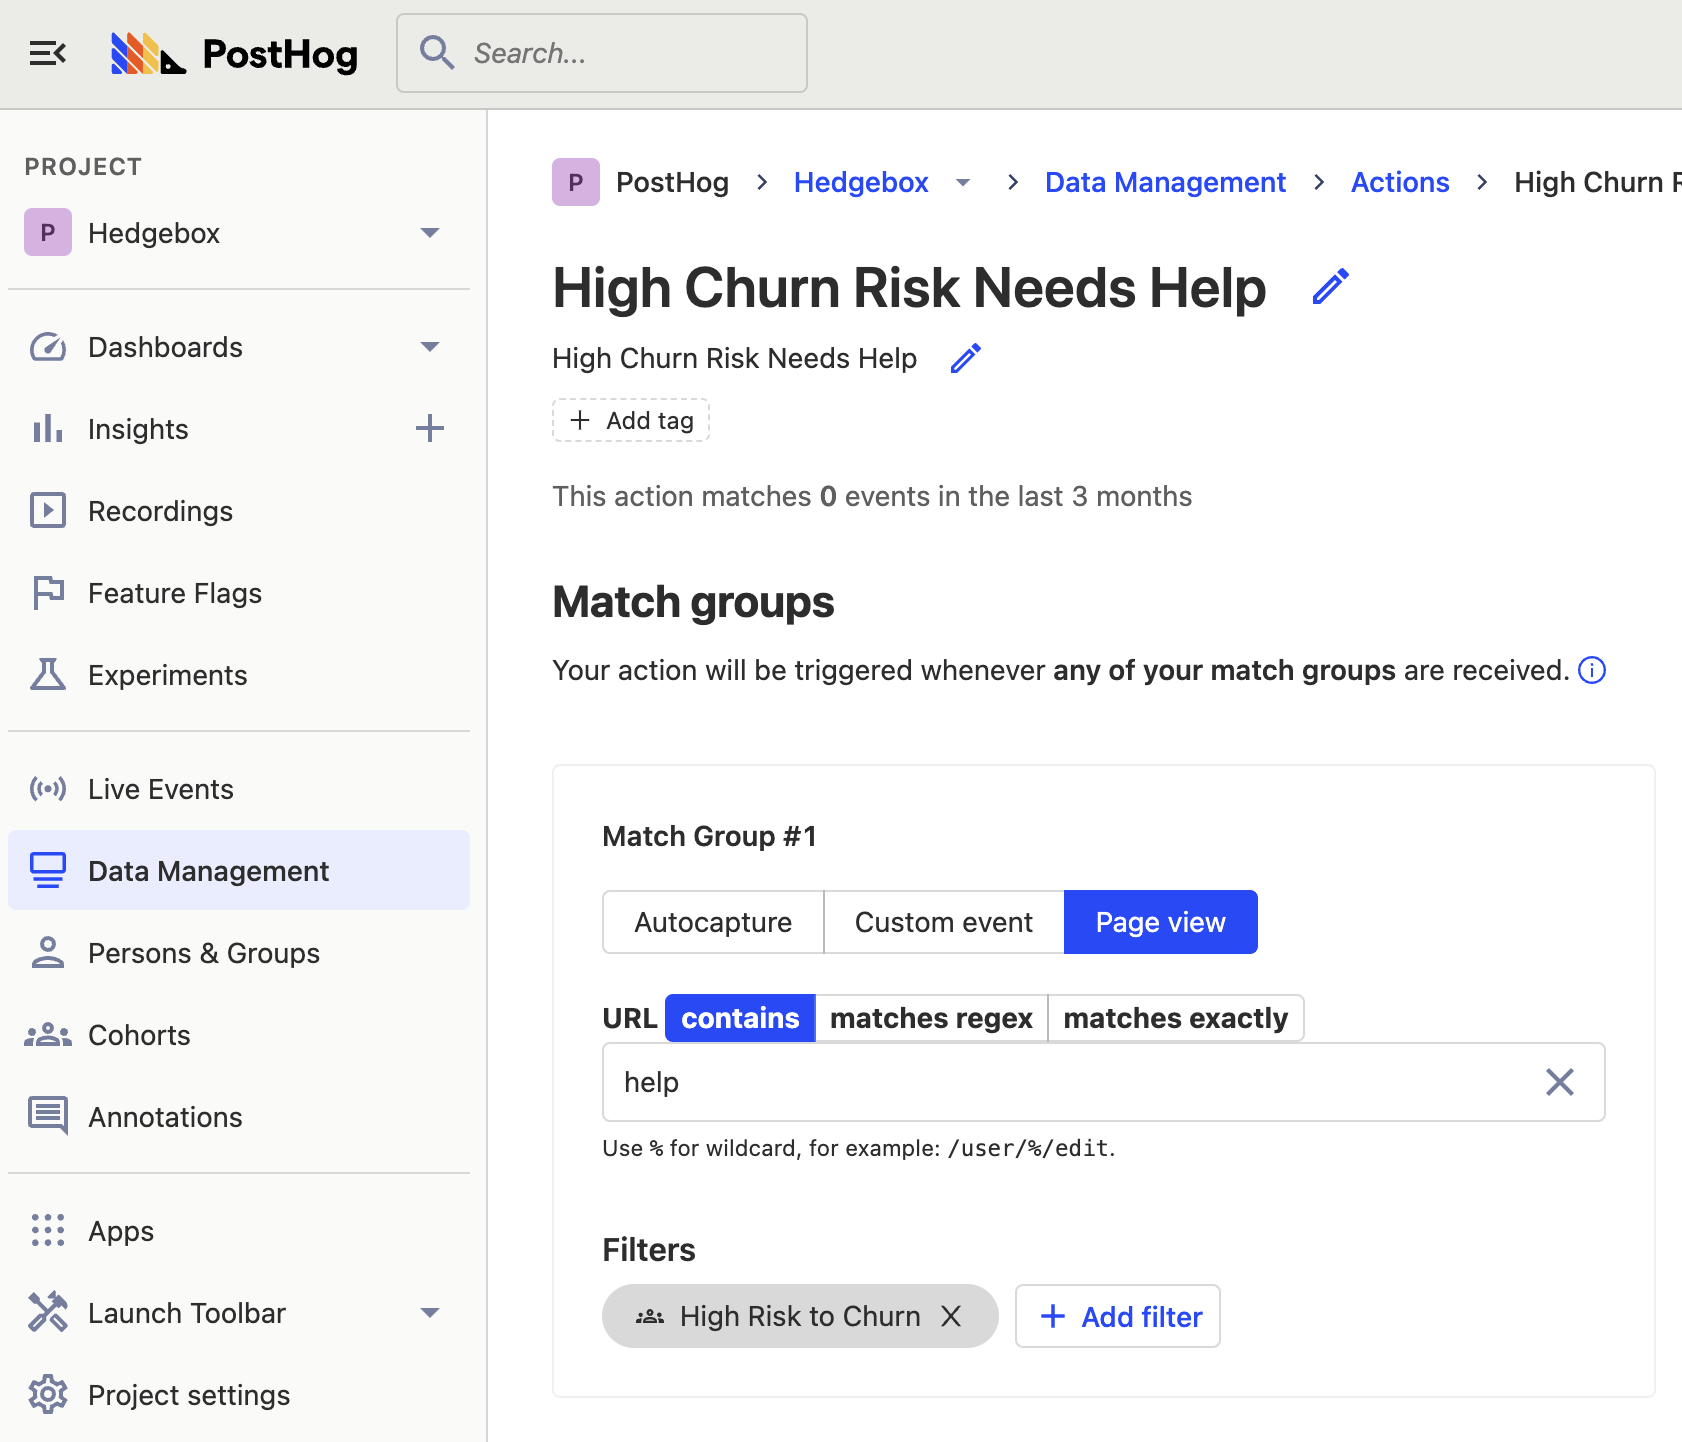 PostHog
Search...
PROJECT
P Hedgebox
Dashboards
Insights
Recordings
Feature Flags
Experiments
Live Events
Data Management
Persons & Groups
Cohorts
Annotations
Apps
Launch Toolbar
Project settings
P PostHog > Hedgebox > Data Management > Actions > High Churn
High Churn Risk Needs Help
High Churn Risk Needs Help
+ Add tag
This action matches 0 events in the last 3 months
Match groups
Your action will be triggered whenever any of your match groups are received.
Match Group #1
Autocapture Custom event Page view
URL contains matches regex matches exactly
help
Use % for wildcard, for example: /user/%/edit.
Filters
High Risk to Churn + Add filter